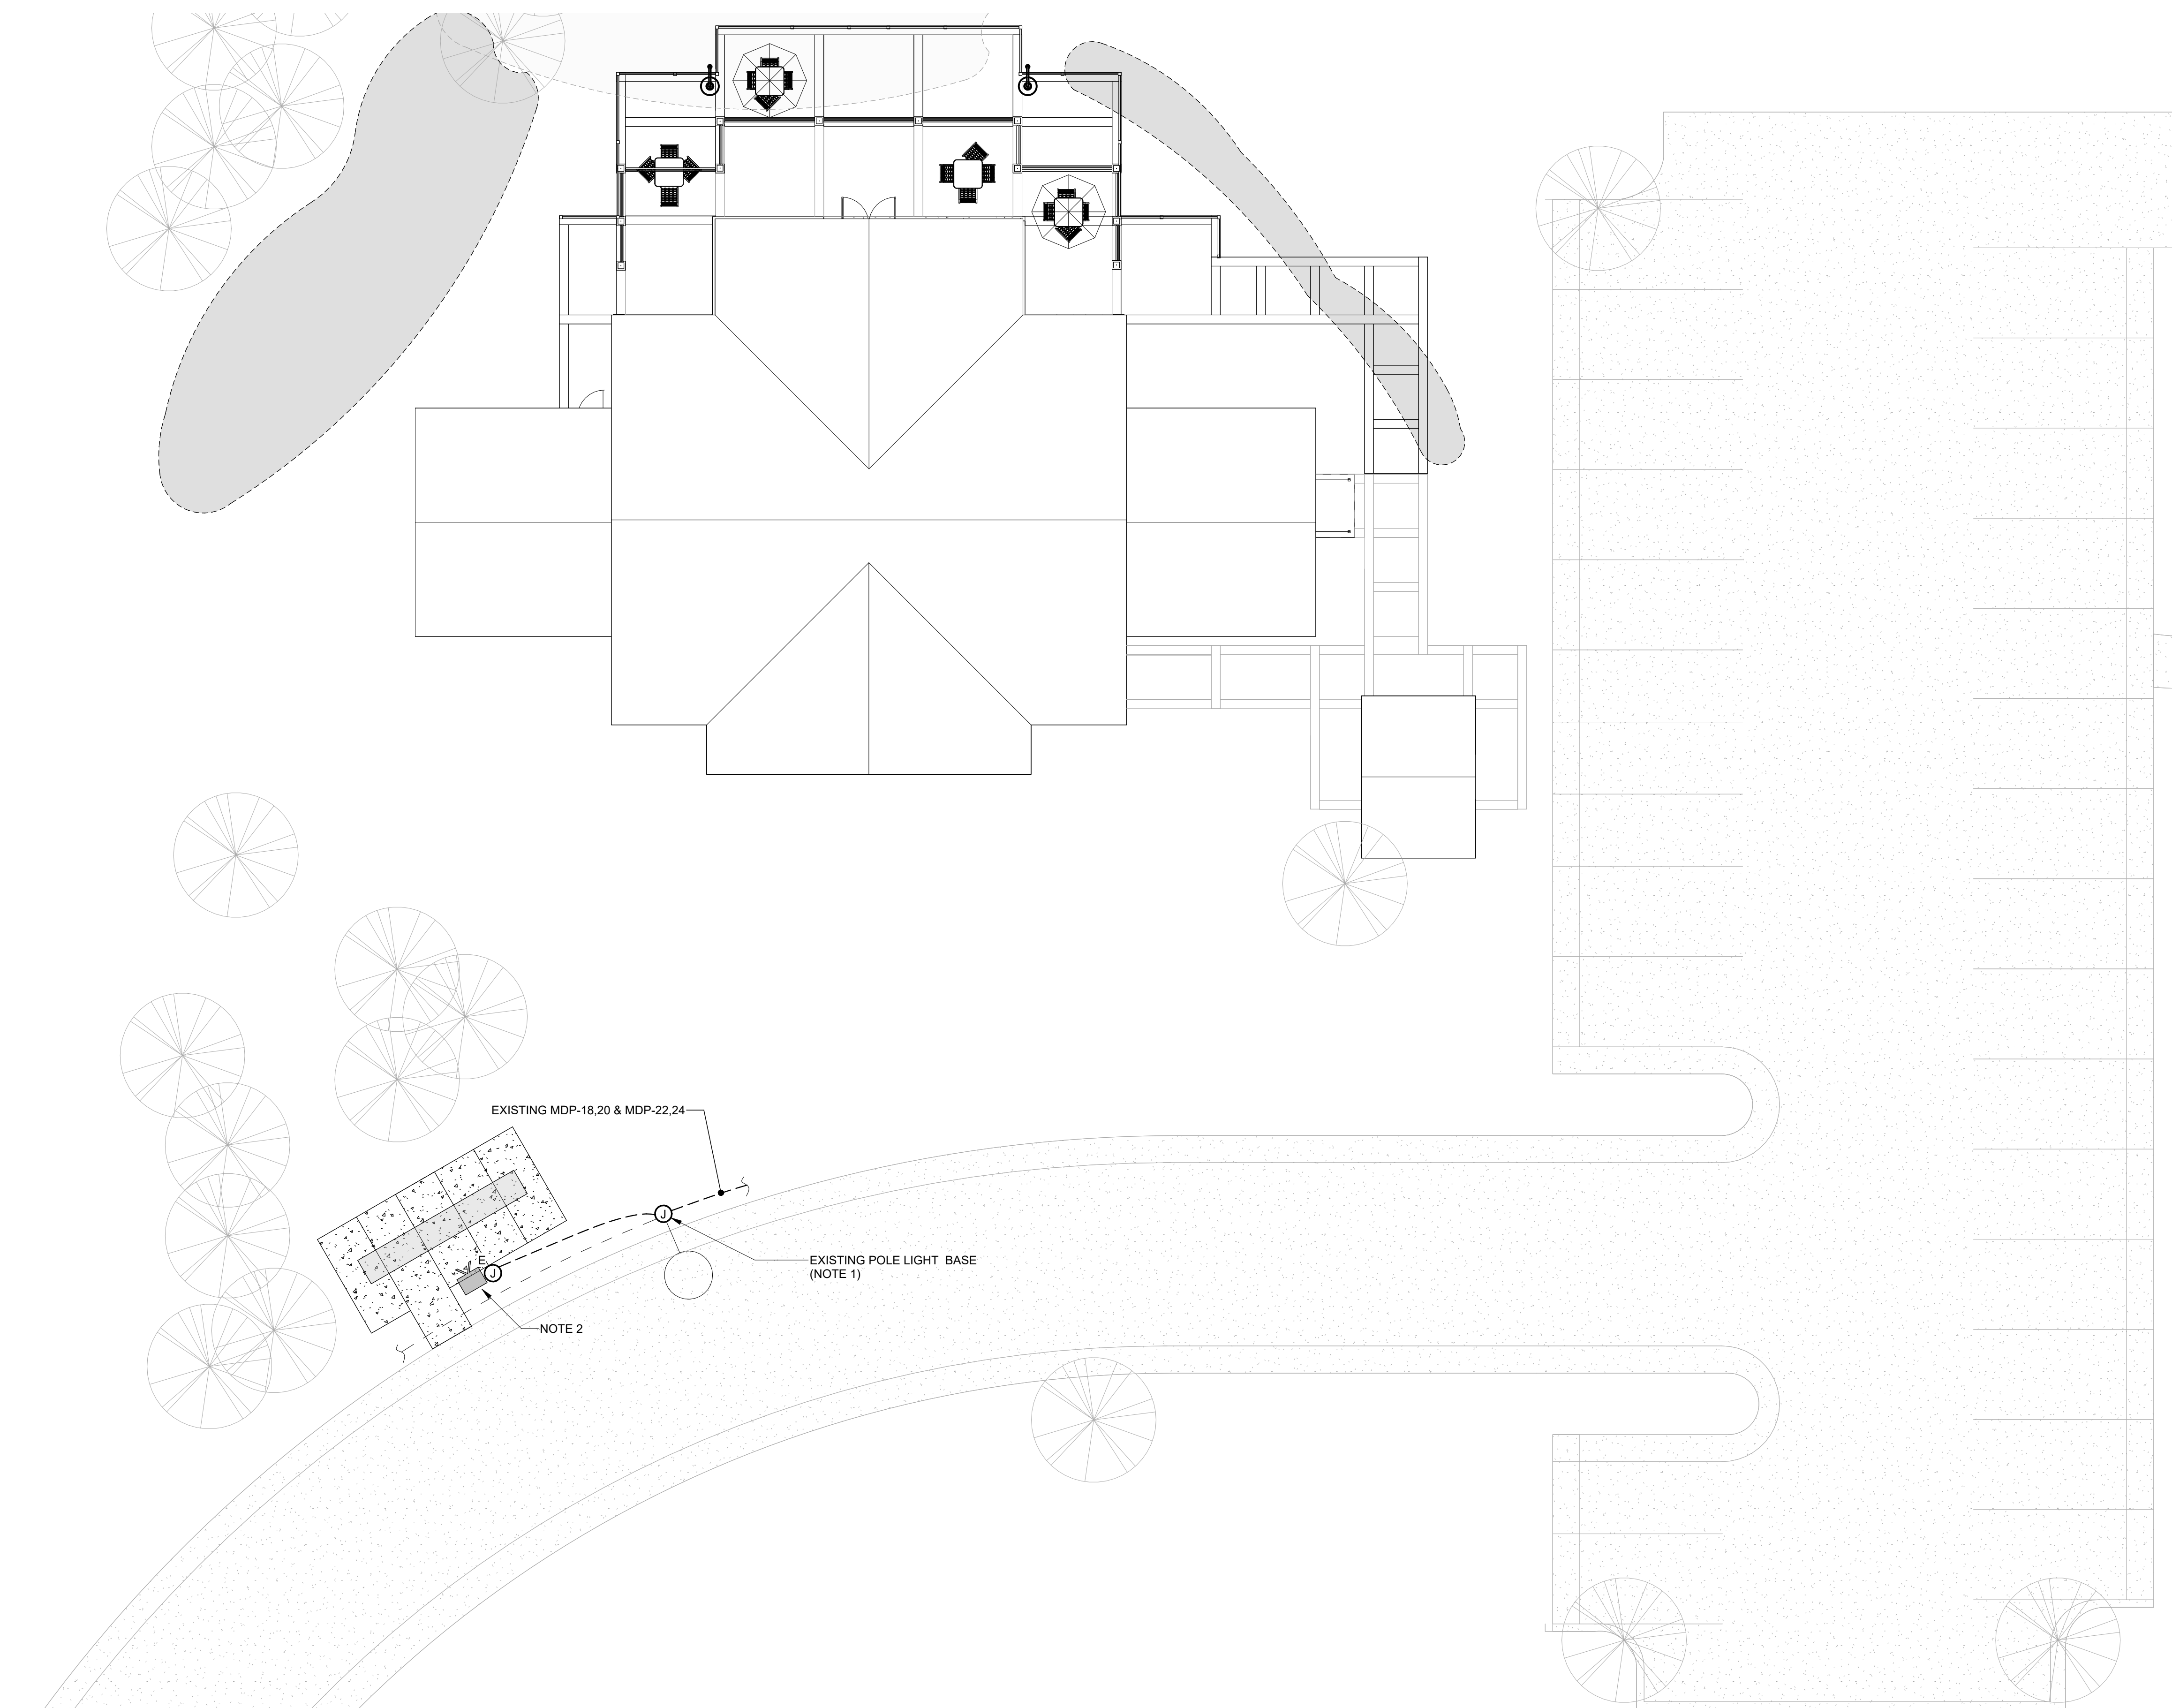 EXISTING MDP-18,20 & MDP-22,24
J
EXISTING POLE LIGHT BASE
(NOTE 1)
E
J
NOTE 2